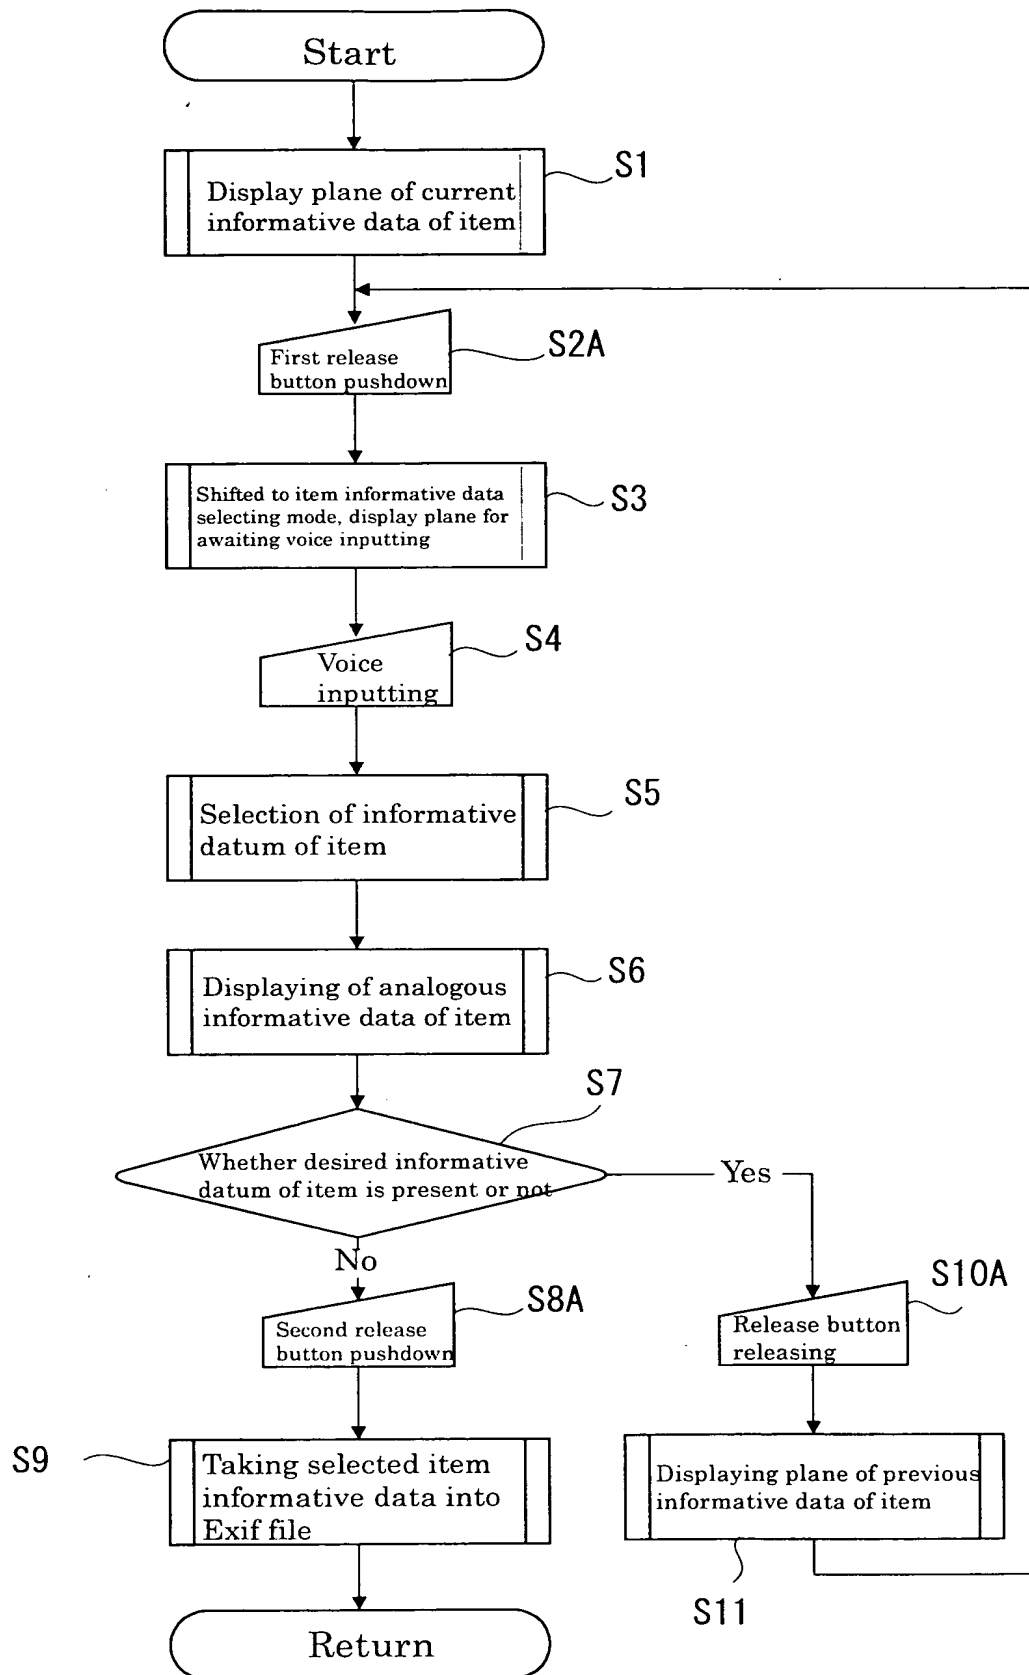 Start
S1
Display plane of current
informative data of item
S2A
First release
button pushdown
S3
Shifted to item informative data
selecting mode, display plane for
awaiting voice inputting
S4
Voice
inputting
S5
Selection of informative
datum of item
S6
Displaying of analogous
informative data of item
S7
Whether desired informative
datum of item is present or not
Yes
No
S8A
Second release
button pushdown
S10A
Release button
releasing
S9
Taking selected item
informative data into
Exif file
Displaying plane of previous
informative data of item
S11
Return